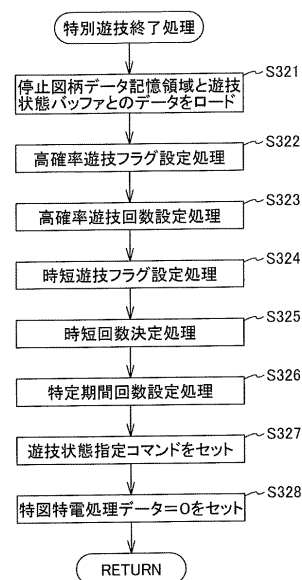 特別遊技終了処理
S321
停止図柄データ記憶領域と遊技
状態バッファとのデータをロード
S322
高確率遊技フラグ設定処理
S323
高確率遊技回数設定処理
S324
時短遊技フラグ設定処理
S325
時短回数決定処理
S326
特定期間回数設定処理
S327
遊技状態指定コマンドをセット
S328
特図特電処理データ=0をセット
RETURN